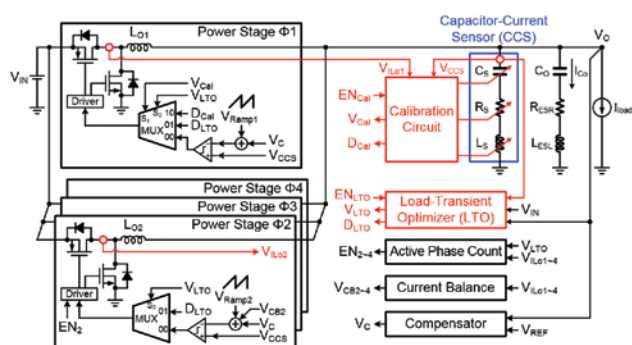 Capacitor-Current
Sensor (CCS)
Power Stage Φ1
LO1
VIN
Driver
VCal
VLTO
S1 S2 10
MUX 01
00
DCal
DLTO
VRamp1
VC
VCCS
VILo1
VCCS
ENCal
VCal
DCal
Calibration
Circuit
CS
RS
LS
CO
ICo
RESR
LESL
VO
Iload
Power Stage Φ4
Power Stage Φ3
Power Stage Φ2
LO2
VILo2
Driver
EN2
VLTO
S1
DLTO
01
MUX
00
VRamp2
VCB2
VC
VCCS
ENLTO
VLTO
DLTO
Load-Transient
Optimizer (LTO)
VIN
EN2~4
Active Phase Count
VLTO
VILo1~4
VCB2~4
Current Balance
VILo1~4
VC
Compensator
VREF